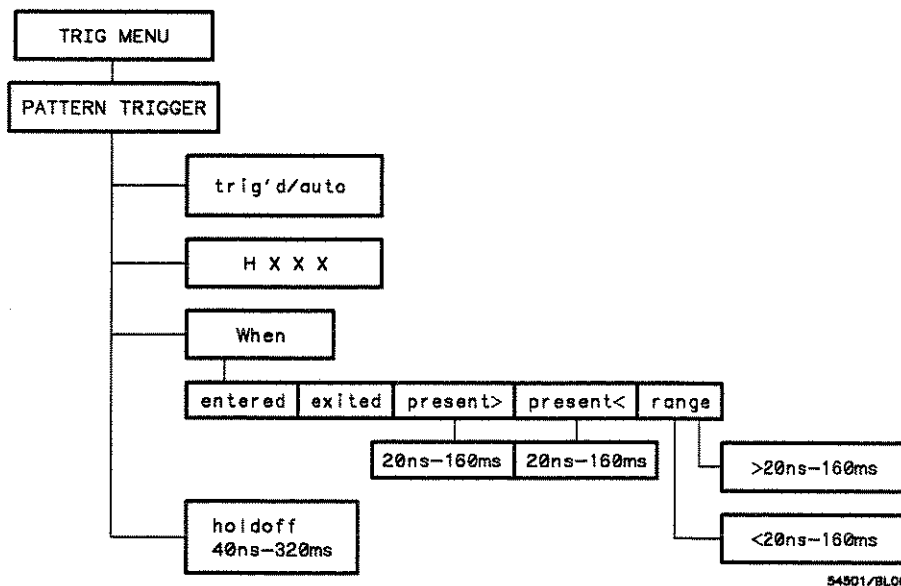 TRIG MENU
PATTERN TRIGGER
trig'd/auto
H X X X
When
entered exited present> present< range
20ns-160ms 20ns-160ms
>20ns-160ms
<20ns-160ms
holdoff
40ns-320ms